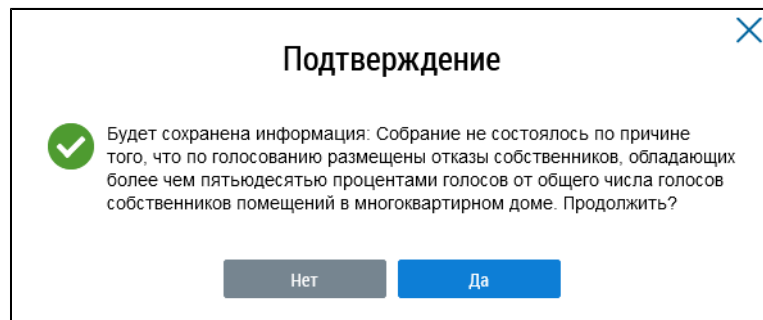 Подтверждение
Будет сохранена информация: Собрание не состоялось по причине
того, что по голосованию размещены отказы собственников, обладающих
более чем пятьюдесятью процентами голосов от общего числа голосов
собственников помещений в многоквартирном доме. Продолжить?
Нет
Да